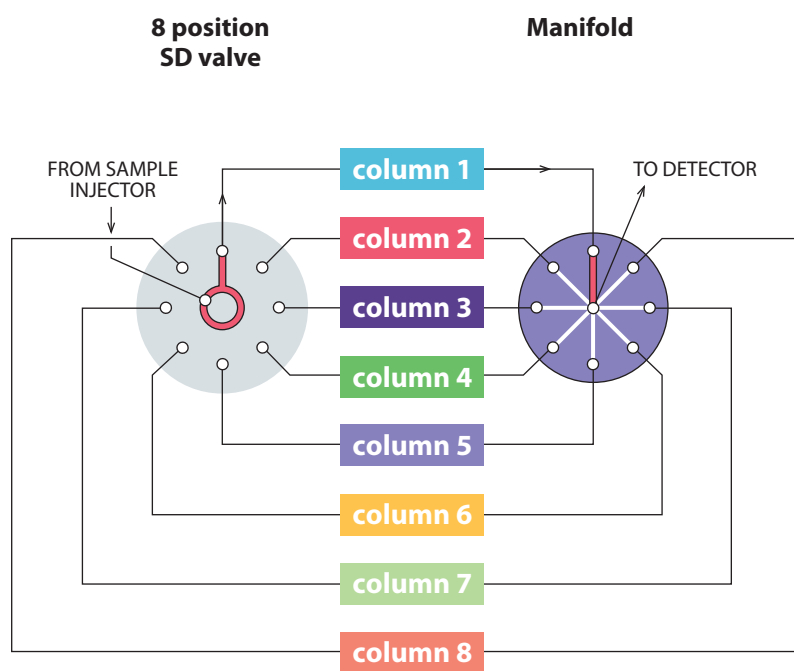 8 position
SD valve
Manifold
FROM SAMPLE
INJECTOR
TO DETECTOR
column 1
column 2
column 3
column 4
column 5
column 6
column 7
column 8